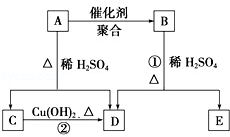 A 催化剂 B
聚合
△ 稀 H₂SO₄ ① 稀 H₂SO₄
△
C Cu(OH)₂、△ D E
②